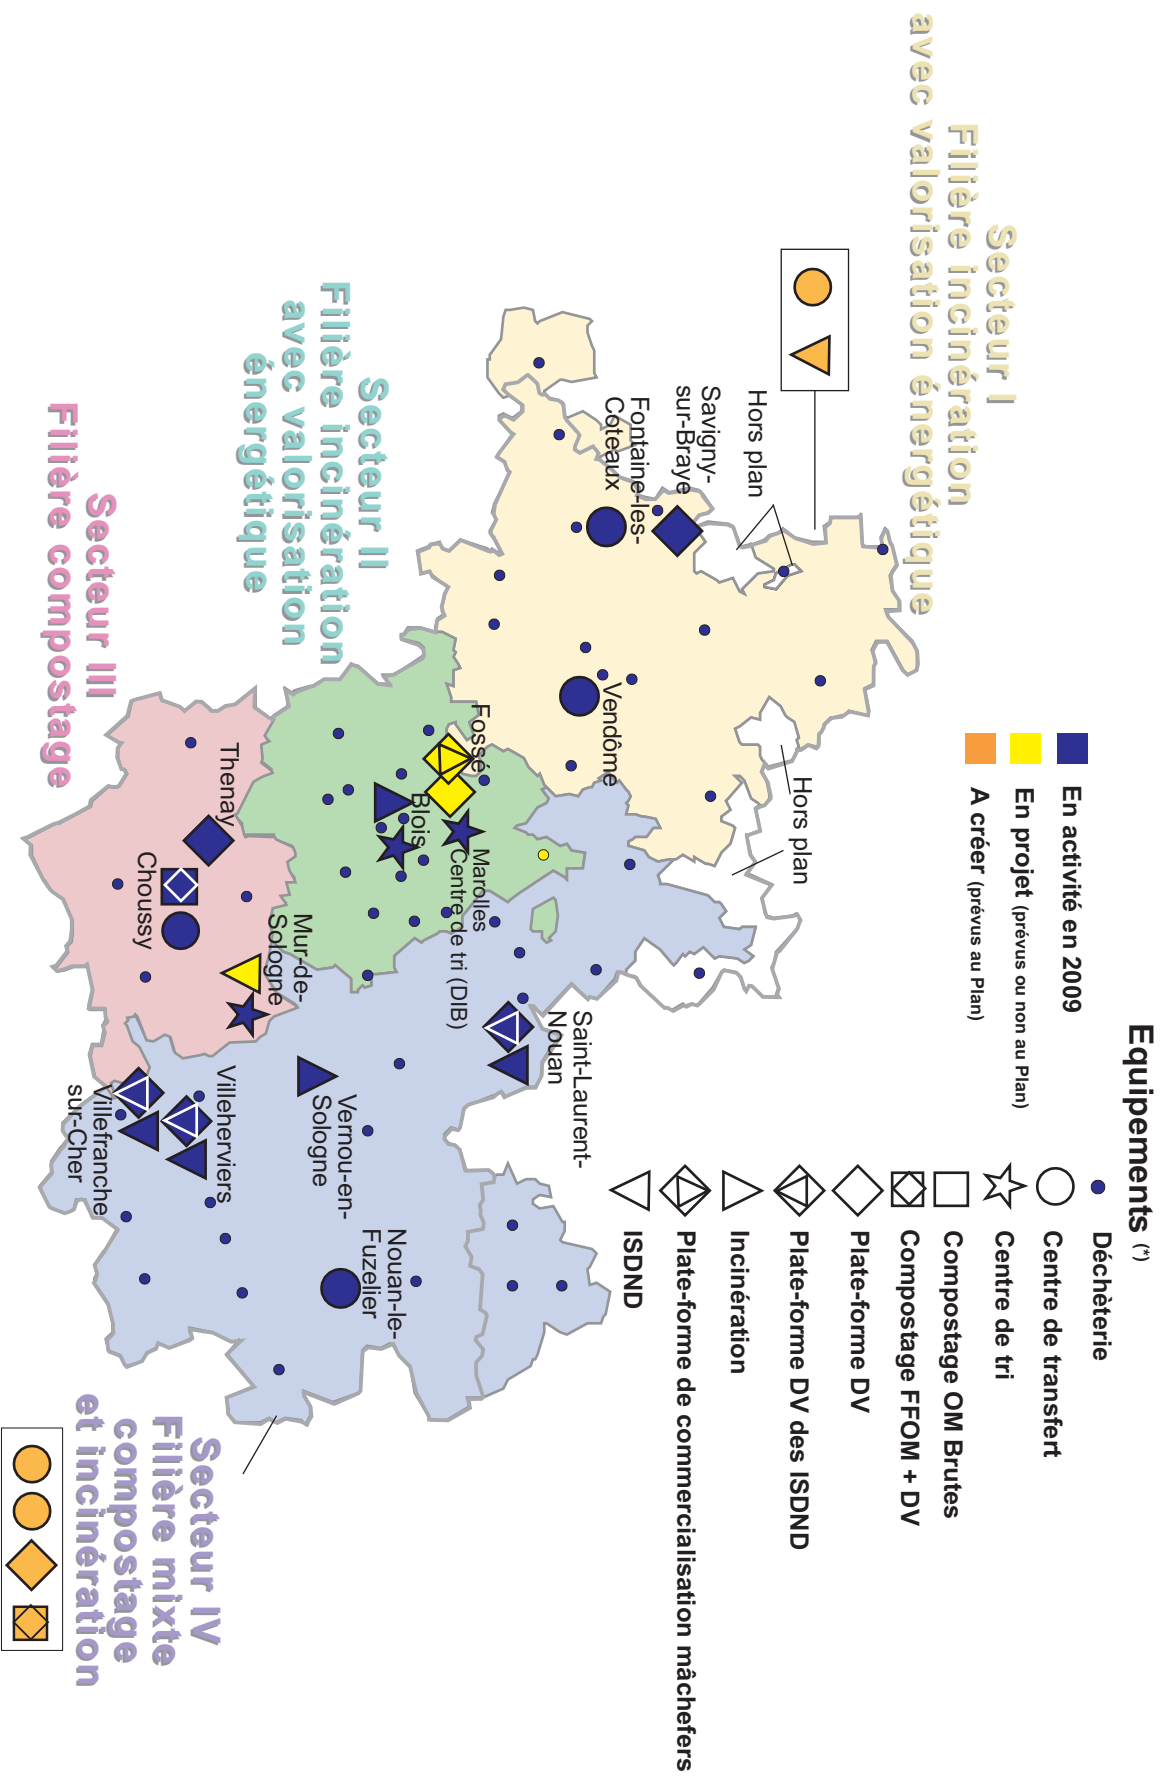 Equipements (*)
Déchèterie
Centre de transfert
Centre de tri
Compostage OM Brutes
Compostage FFOM + DV
Plate-forme DV
Plate-forme DV des ISDND
Incinération
Plate-forme de commercialisation mâchefers
ISDND
En activité en 2009
En projet (prévus ou non au Plan)
A créer (prévus au Plan)
Secteur I
Filière incinération
avec valorisation énergétique
Hors plan
Hors plan
Savigny-
sur-Braye
Fontaine-les-
Coteaux
Vendôme
Secteur II
Filière incinération
avec valorisation
énergétique
Fossé
Blois
Marolles
Centre de tri (DIB)
Saint-Laurent-
Nouan
Secteur III
Filière compostage
Thenay
Choussy
Mur-de-
Sologne
Vernou-en-
Sologne
Nouan-le-
Fuzelier
Villeherviers
Villefranche
sur-Cher
Secteur IV
Filière mixte
compostage
et incinération